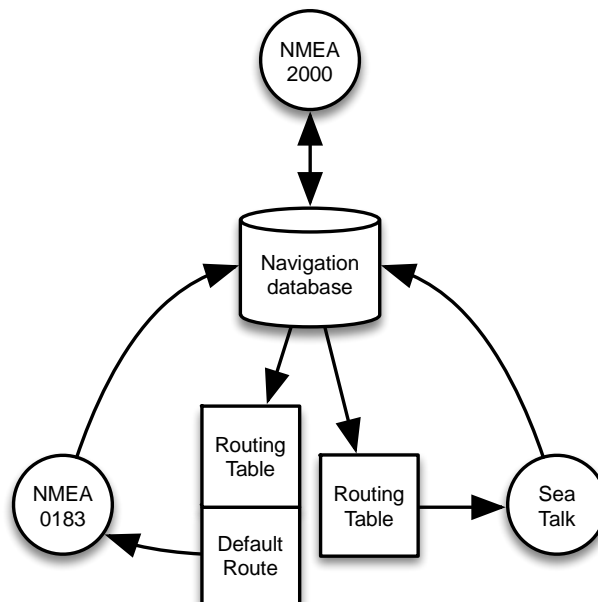 NMEA
2000
Navigation
database
Routing
Table
Default
Route
Routing
Table
NMEA
0183
Sea
Talk